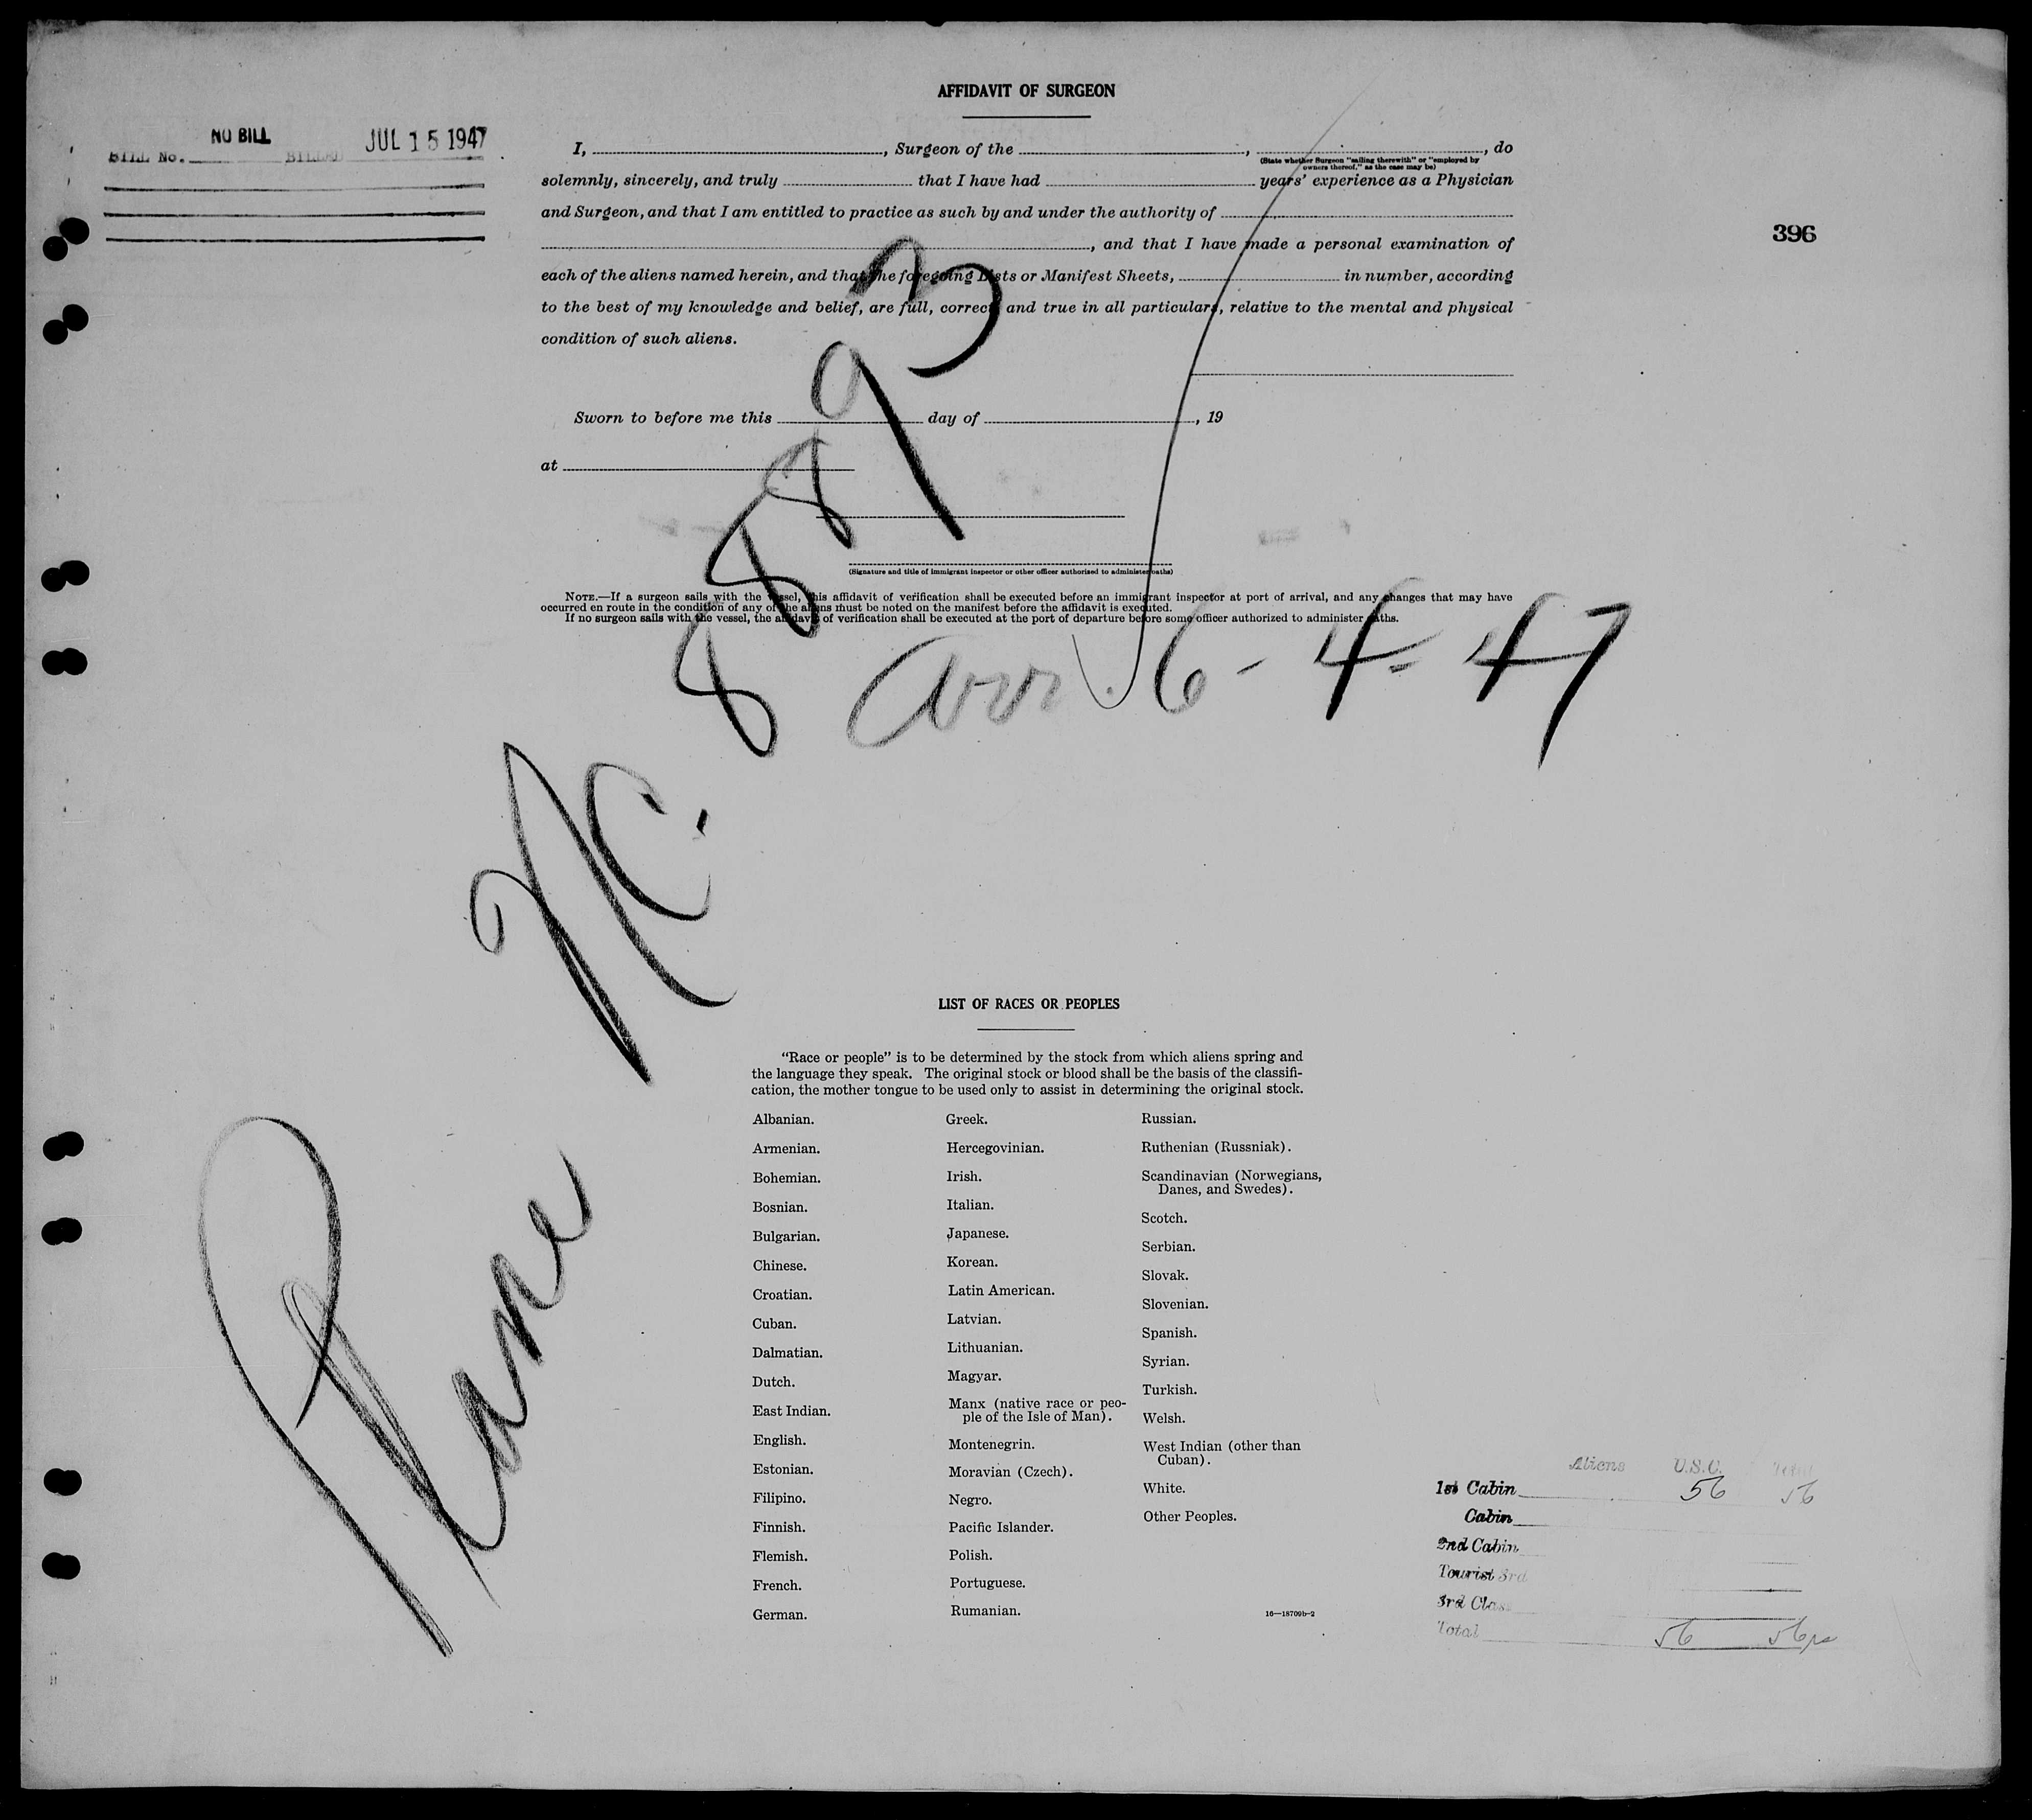 AFFIDAVIT OF SURGEON
NO BILL
BILL No. BILLED JUL 15 1947
396
I, , Surgeon of the , , do
(State whether Surgeon "sailing therewith" or "employed by
owners thereof," as the case may be)
solemnly, sincerely, and truly that I have had years' experience as a Physician
and Surgeon, and that I am entitled to practice as such by and under the authority of
, and that I have made a personal examination of
each of the aliens named herein, and that the foregoing Lists or Manifest Sheets, in number, according
to the best of my knowledge and belief, are full, correct, and true in all particulars, relative to the mental and physical
condition of such aliens.
Sworn to before me this day of , 19
at
(Signature and title of immigrant inspector or other officer authorized to administer oaths)
NOTE.—If a surgeon sails with the vessel, this affidavit of verification shall be executed before an immigrant inspector at port of arrival, and any changes that may have
occurred en route in the condition of any of the aliens must be noted on the manifest before the affidavit is executed.
If no surgeon sails with the vessel, the affidavit of verification shall be executed at the port of departure before some officer authorized to administer oaths.
Plane NC. 88893
arr. 6-4-47
LIST OF RACES OR PEOPLES
"Race or people" is to be determined by the stock from which aliens spring and
the language they speak. The original stock or blood shall be the basis of the classifi-
cation, the mother tongue to be used only to assist in determining the original stock.
Albanian.
Armenian.
Bohemian.
Bosnian.
Bulgarian.
Chinese.
Croatian.
Cuban.
Dalmatian.
Dutch.
East Indian.
English.
Estonian.
Filipino.
Finnish.
Flemish.
French.
German.
Greek.
Hercegovinian.
Irish.
Italian.
Japanese.
Korean.
Latin American.
Latvian.
Lithuanian.
Magyar.
Manx (native race or peo-
ple of the Isle of Man).
Montenegrin.
Moravian (Czech).
Negro.
Pacific Islander.
Polish.
Portuguese.
Rumanian.
Russian.
Ruthenian (Russniak).
Scandinavian (Norwegians,
Danes, and Swedes).
Scotch.
Serbian.
Slovak.
Slovenian.
Spanish.
Syrian.
Turkish.
Welsh.
West Indian (other than
Cuban).
White.
Other Peoples.
16—18709b-2
Aliens U.S.C. Total
1st Cabin 56 56
Cabin
2nd Cabin
Tourist 3rd
3rd Class
Total 56 56